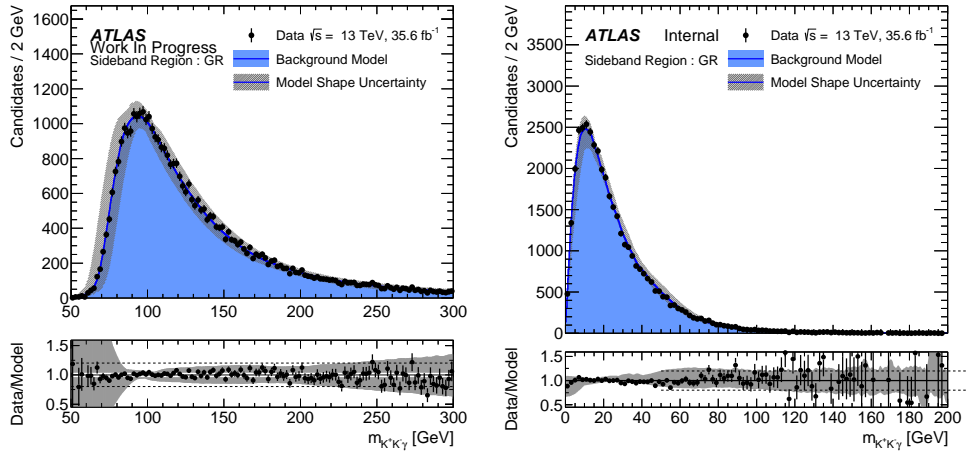 ATLAS
Work In Progress
Sideband Region : GR
Data √s = 13 TeV, 35.6 fb⁻¹
Background Model
Model Shape Uncertainty
Candidates / 2 GeV
1400
1200
1000
800
600
400
200
0
50 100 150 200 250 300
Data/Model
1.5
1.0
0.5
50 100 150 200 250 300
m_K⁺K⁻γ [GeV]
ATLAS Internal
Sideband Region : GR
Data √s = 13 TeV, 35.6 fb⁻¹
Background Model
Model Shape Uncertainty
Candidates / 2 GeV
3500
3000
2500
2000
1500
1000
500
0
0 20 40 60 80 100 120 140 160 180 200
Data/Model
1.5
1.0
0.5
0 20 40 60 80 100 120 140 160 180 200
m_K⁺K⁻γ [GeV]